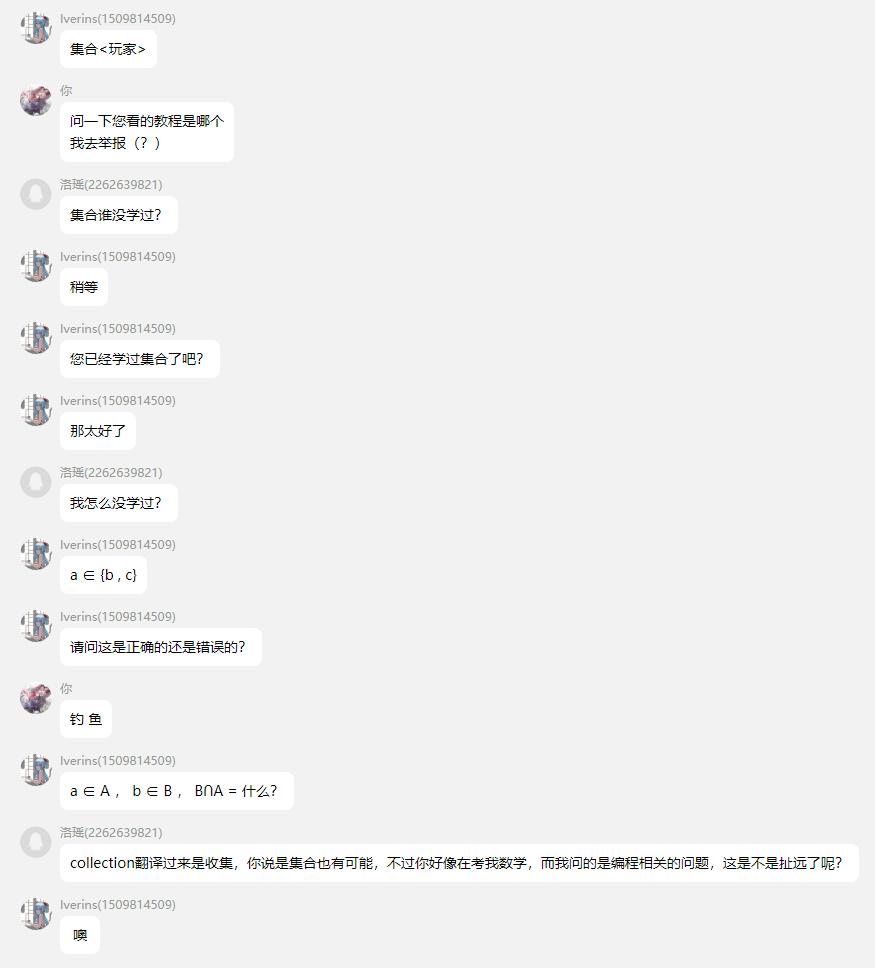 Iverins(1509814509)
集合<玩家>
你
问一下您看的教程是哪个
我去举报（？）
洛瑶(2262639821)
集合谁没学过？
Iverins(1509814509)
稍等
Iverins(1509814509)
您已经学过集合了吧？
Iverins(1509814509)
那太好了
洛瑶(2262639821)
我怎么没学过？
Iverins(1509814509)
a ∈ {b , c}
Iverins(1509814509)
请问这是正确的还是错误的？
你
钓 鱼
Iverins(1509814509)
a ∈ A ， b ∈ B ， B∩A = 什么？
洛瑶(2262639821)
collection翻译过来是收集，你说是集合也有可能，不过你好像在考我数学，而我问的是编程相关的问题，这是不是扯远了呢？
Iverins(1509814509)
噢